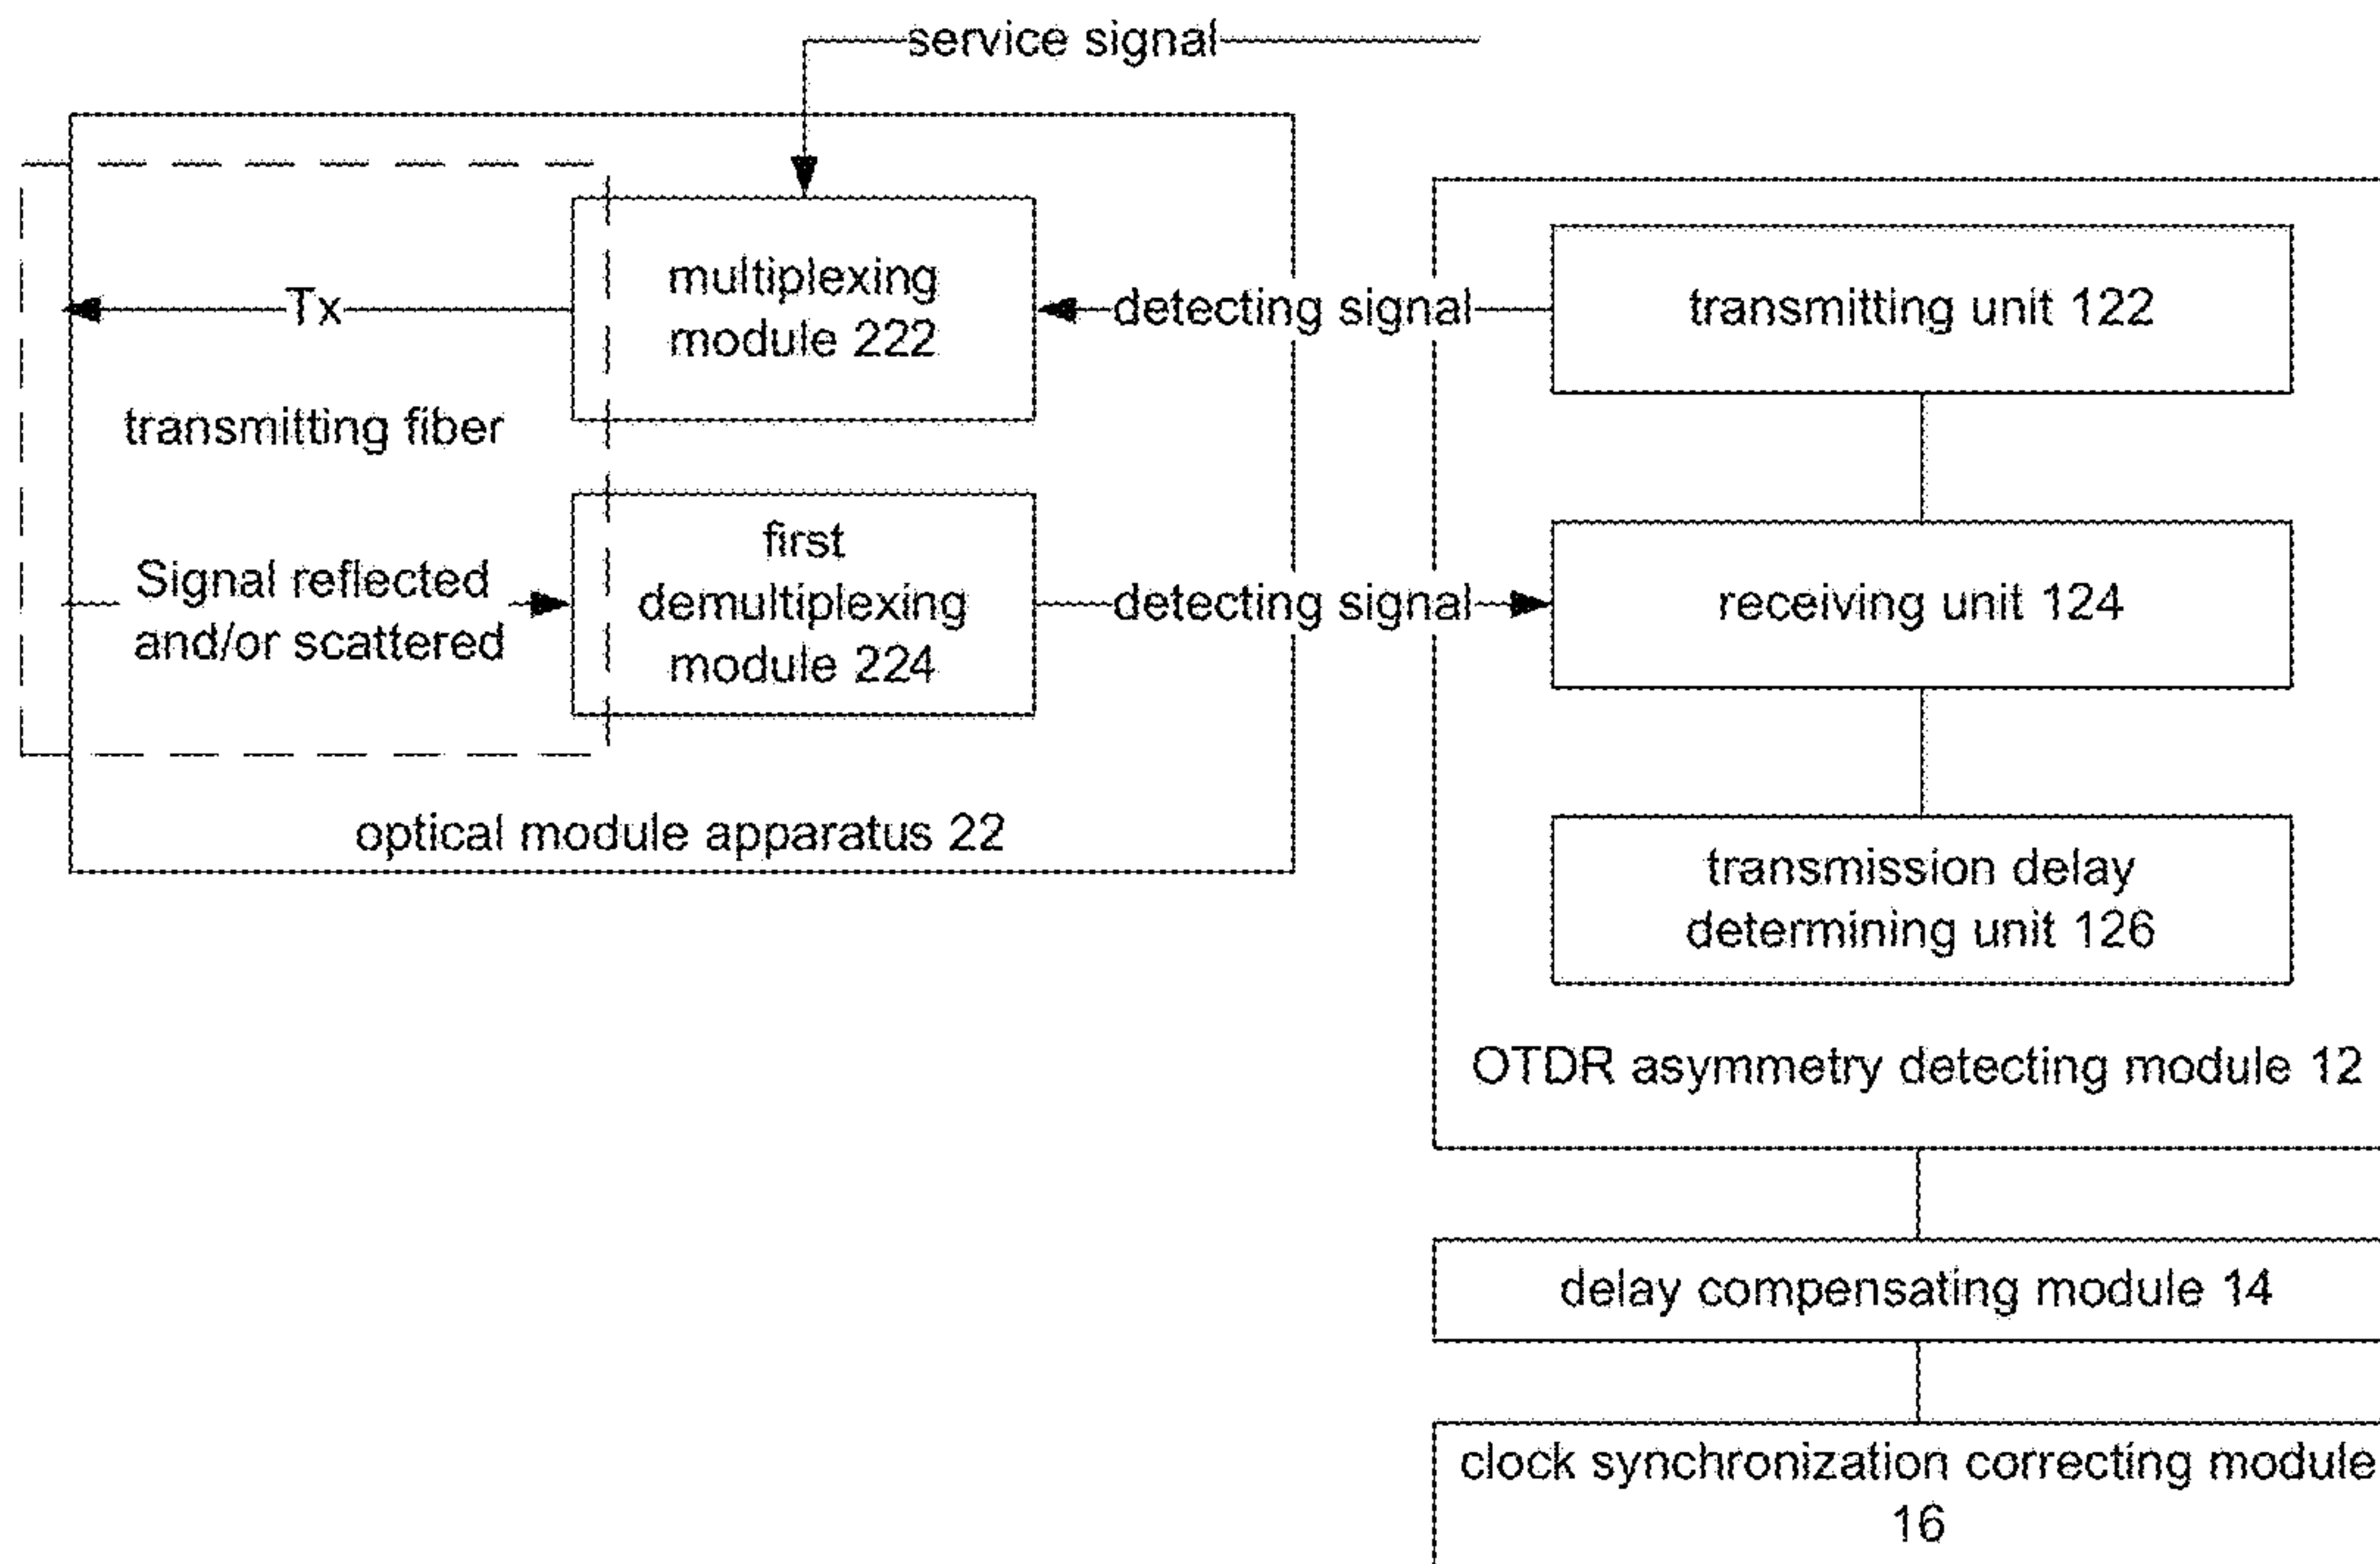 service signal
multiplexing
module 222
Tx
detecting signal
transmitting unit 122
transmitting fiber
first
demultiplexing
module 224
Signal reflected
and/or scattered
detecting signal
receiving unit 124
optical module apparatus 22
transmission delay
determining unit 126
OTDR asymmetry detecting module 12
delay compensating module 14
clock synchronization correcting module
16